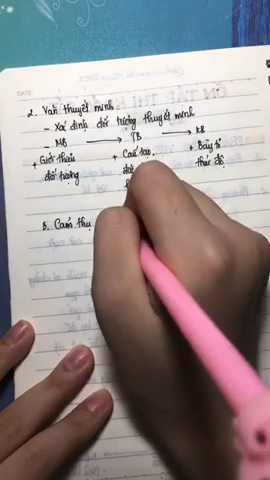 2. Văn thuyết minh
- Xác định đối tượng thuyết minh
- MB → TB → KB
+ Giới thiệu + Cấu tạo + Bày tỏ
đối tượng thái độ
3. Cảm thụ